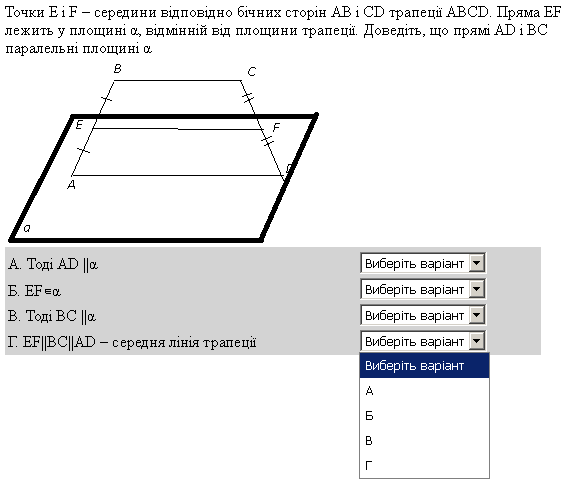 Точки E і F – середини відповідно бічних сторін AB і CD трапеції ABCD. Пряма EF
лежить у площині α, відмінній від площини трапеції. Доведіть, що прямі AD і BC
паралельні площині α
B
C
E
F
A
D
a
А. Тоді AD ||α
Виберіть варіант
Б. EF∈α
Виберіть варіант
В. Тоді BC ||α
Виберіть варіант
Г. EF||BC||AD – середня лінія трапеції
Виберіть варіант
Виберіть варіант
А
Б
В
Г